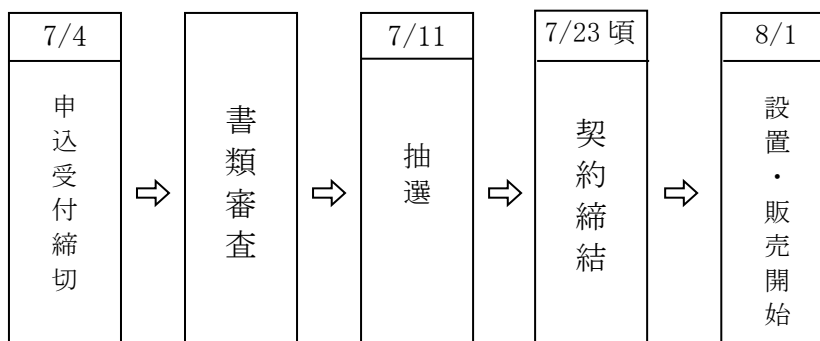 7/4
申込受付締切
書類審査
7/11
抽選
7/23頃
契約締結
8/1
設置・販売開始